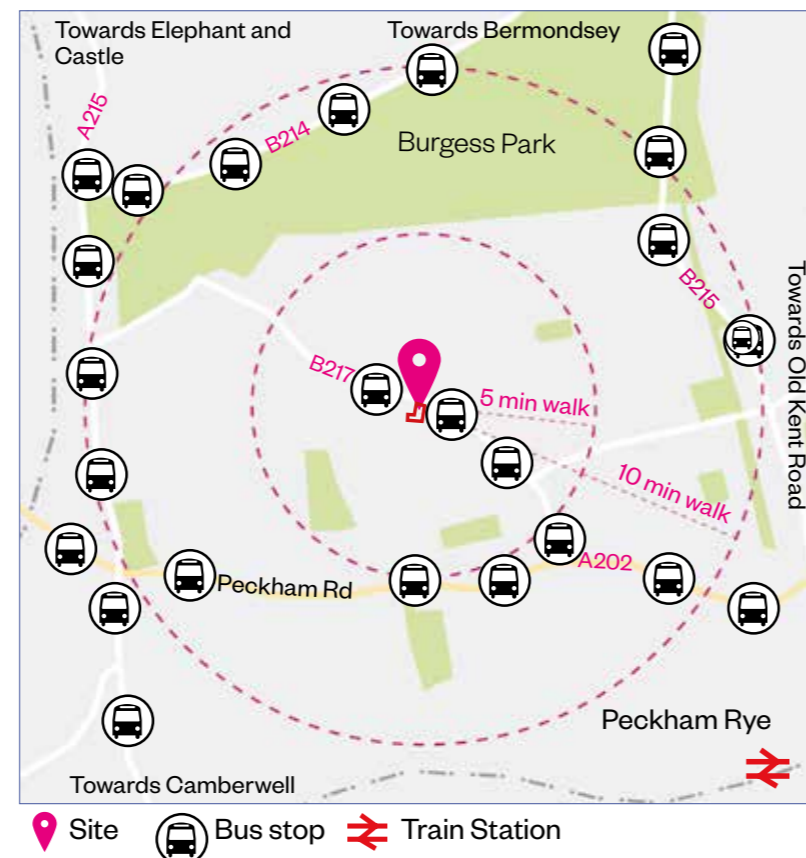 Towards Elephant and
Castle
Towards Bermondsey
A215
B214
Burgess Park
B215
Towards Old Kent Road
B217
5 min walk
10 min walk
A202
Peckham Rd
Peckham Rye
Towards Camberwell
Site
Bus stop
Train Station